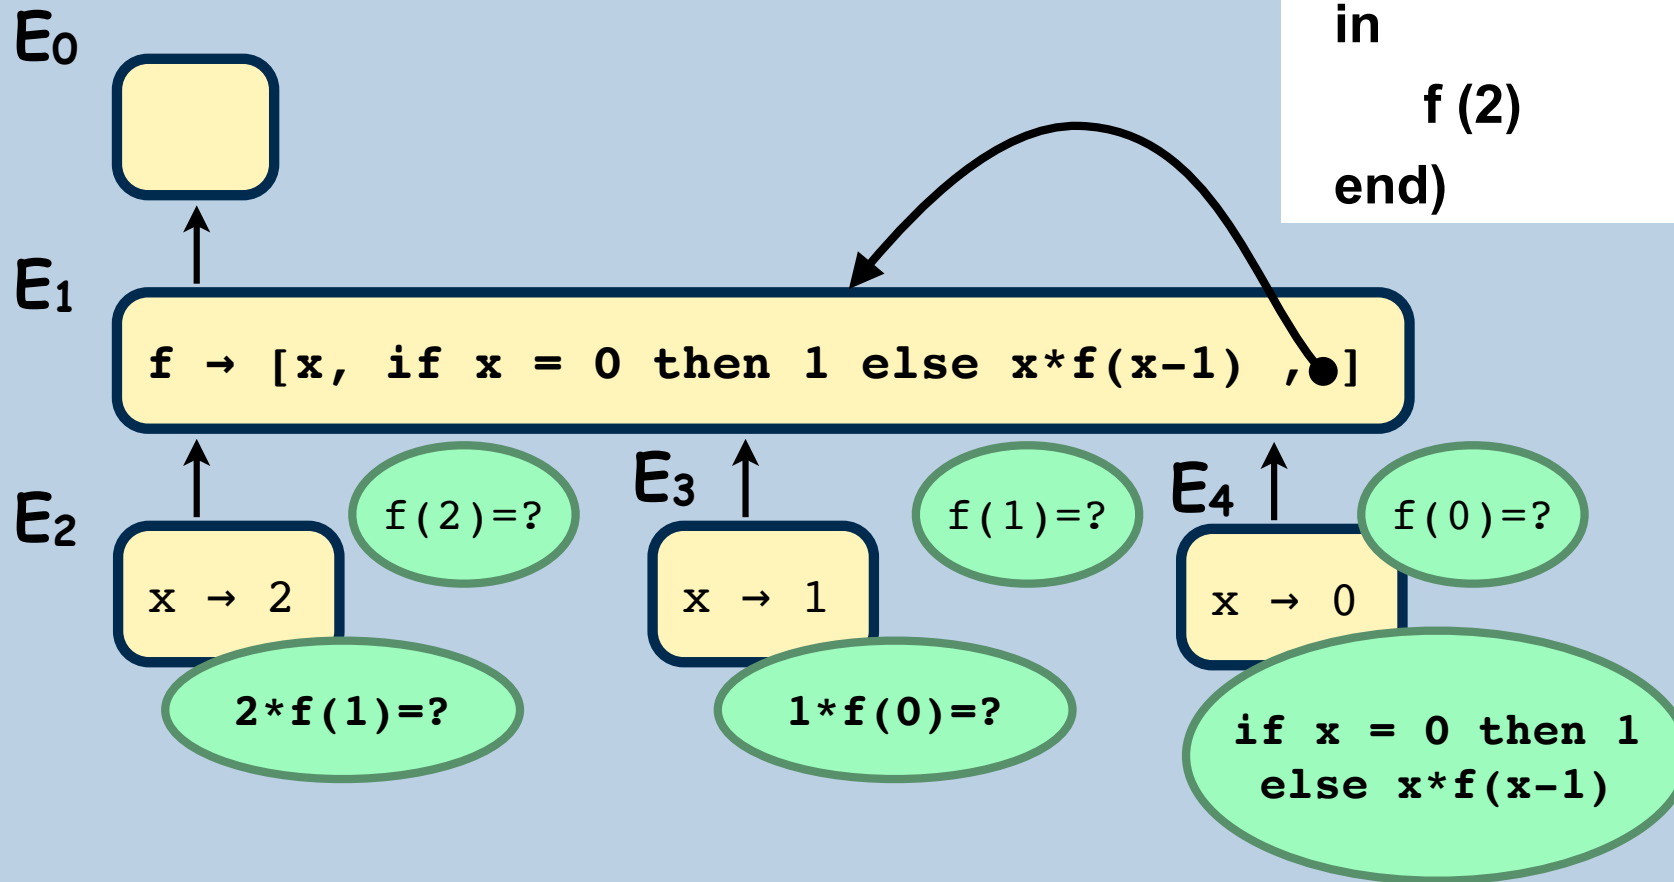 E0
in
f (2)
end)
E1
f → [x, if x = 0 then 1 else x*f(x-1) , ]
E2
f(2)=?
E3
f(1)=?
E4
f(0)=?
x → 2
x → 1
x → 0
2*f(1)=?
1*f(0)=?
if x = 0 then 1
else x*f(x-1)